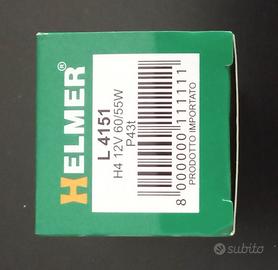 HELMER®
L 4151
H4 12V 60/55W
P43t
8 000000 111111
PRODOTTO IMPORTATO
subito